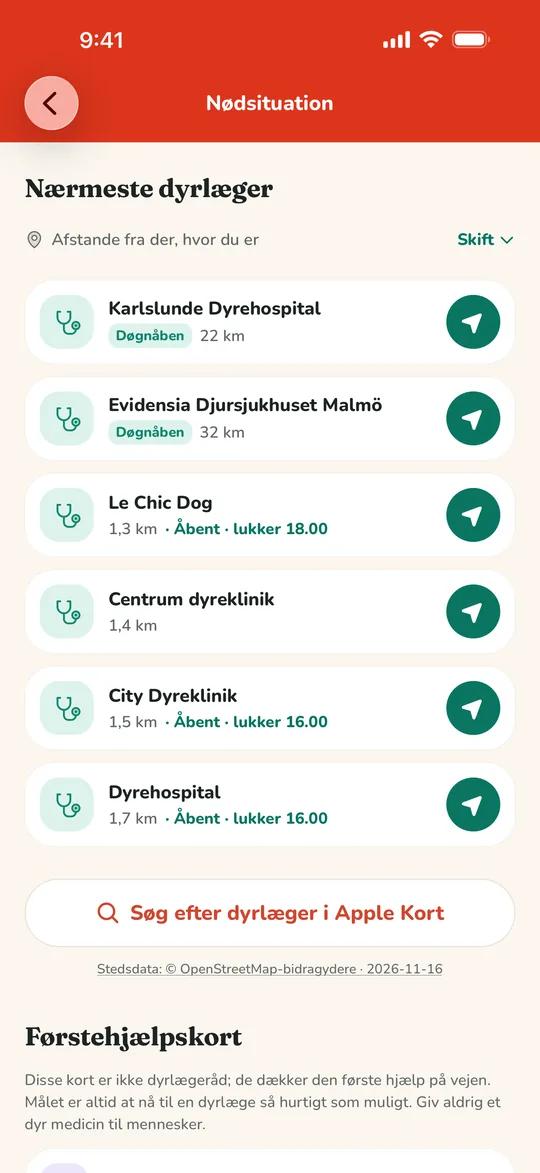 9:41
Nødsituation
Nærmeste dyrlæger
Afstande fra der, hvor du er
Skift
Karlslunde Dyrehospital
Døgnåben 22 km
Evidensia Djursjukhuset Malmö
Døgnåben 32 km
Le Chic Dog
1,3 km · Åbent · lukker 18.00
Centrum dyreklinik
1,4 km
City Dyreklinik
1,5 km · Åbent · lukker 16.00
Dyrehospital
1,7 km · Åbent · lukker 16.00
Søg efter dyrlæger i Apple Kort
Stedsdata: © OpenStreetMap-bidragydere · 2026-11-16
Førstehjælpskort
Disse kort er ikke dyrlægeråd; de dækker den første hjælp på vejen.
Målet er altid at nå til en dyrlæge så hurtigt som muligt. Giv aldrig et
dyr medicin til mennesker.